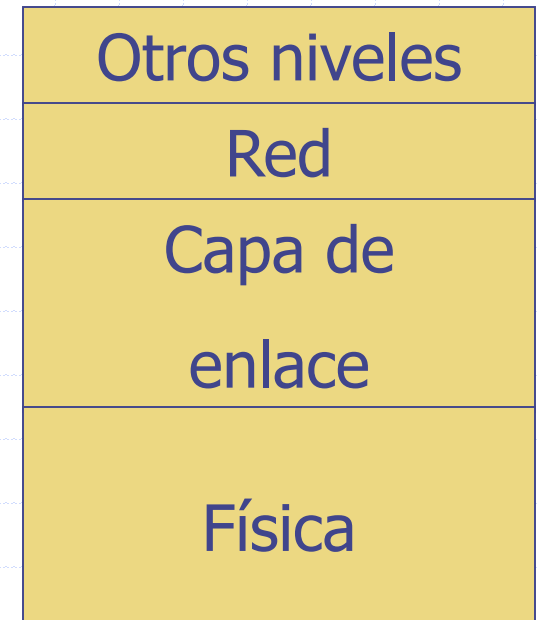 Otros niveles
Red
Capa de
enlace
Física